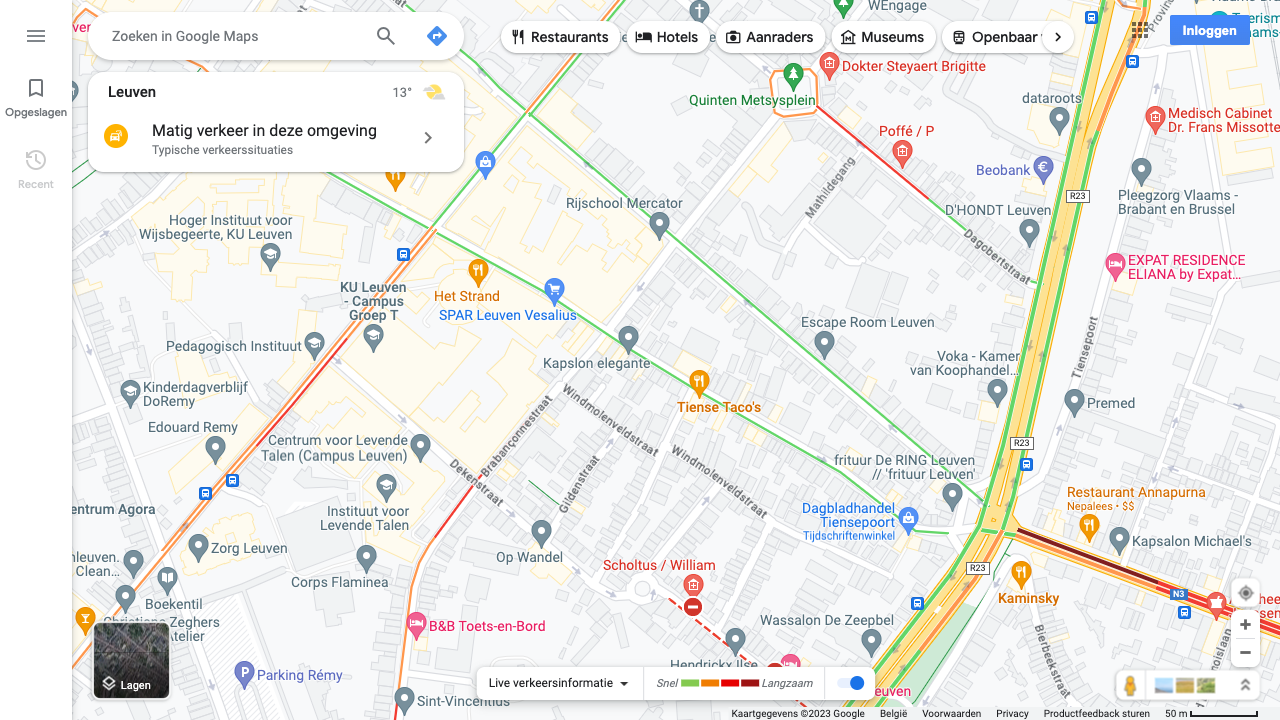 Zoeken in Google Maps
Restaurants
Hotels
Aanraders
Museums
Openbaar
Inloggen
Opgeslagen
Recent
Leuven
13°
Matig verkeer in deze omgeving
Typische verkeerssituaties
WEngage
Dokter Steyaert Brigitte
Quinten Metsysplein
dataroots
Medisch Cabinet
Dr. Frans Missotte
Poffé / P
Beobank
R23
Pleegzorg Vlaams -
Brabant en Brussel
Mathildegang
D'HONDT Leuven
Dagobertstraat
Rijschool Mercator
Hoger Instituut voor
Wijsbegeerte, KU Leuven
EXPAT RESIDENCE
ELIANA by Expat...
KU Leuven
- Campus
Groep T
Het Strand
SPAR Leuven Vesalius
Pedagogisch Instituut
Escape Room Leuven
Tiensepoort
Kapslon elegante
Voka - Kamer
van Koophandel...
Kinderdagverblijf
DoRemy
Tiense Taco's
Premed
Edouard Remy
Windmolenveldstraat
Brabançonnestraat
Centrum voor Levende
Talen (Campus Leuven)
R23
Dekenstraat
Windmolenveldstraat
Gildenstraat
frituur De RING Leuven
// 'frituur Leuven'
Restaurant Annapurna
Nepalees • $$
entrum Agora
Instituut voor
Levende Talen
Dagbladhandel
Tiensepoort
Tijdschriftenwinkel
Kapsalon Michael's
Zorg Leuven
Op Wandel
hleuven.
Clean...
Scholtus / William
R23
Corps Flaminea
Kaminsky
N3
Boekentil
Christiane Zeghers
Atelier
B&B Toets-en-Bord
Wassalon De Zeepbel
Bierbeekstraat
Hendrickx Ilse
Parking Rémy
Lagen
Sint-Vincentius
Live verkeersinformatie
Snel
Langzaam
euven
Kaartgegevens ©2023 Google
België
Voorwaarden
Privacy
Productfeedback sturen
50 m